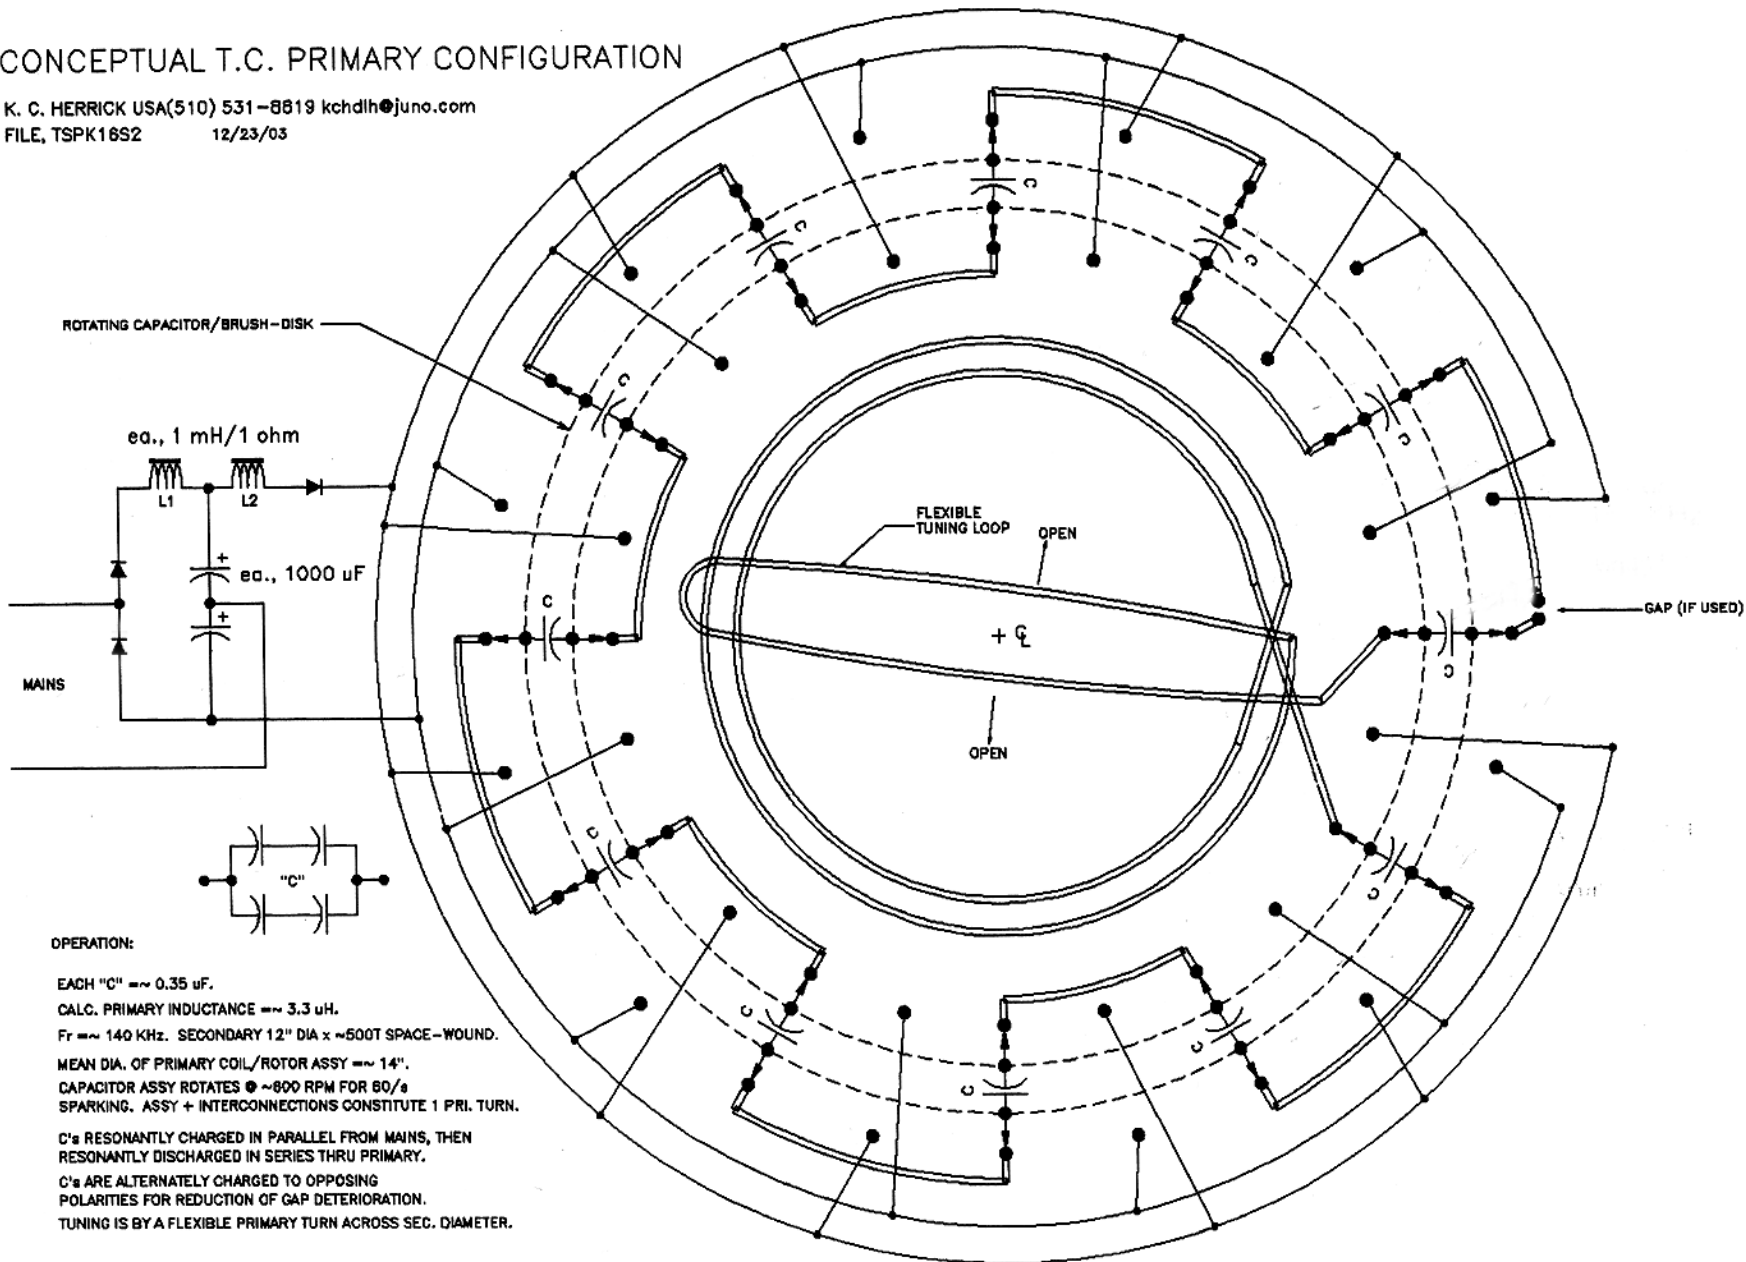 CONCEPTUAL T.C. PRIMARY CONFIGURATION
K. C. HERRICK USA(510) 531-8819 kchdlh@juno.com
FILE, TSPK16S2 12/23/03
ROTATING CAPACITOR/BRUSH-DISK
ea., 1 mH/1 ohm
L1
L2
+
ea., 1000 uF
+
MAINS
"C"
FLEXIBLE
TUNING LOOP
OPEN
+ ℄
OPEN
GAP (IF USED)
C
C
C
C
C
C
C
C
C
C
C
C
OPERATION:
EACH "C" =~ 0.35 uF.
CALC. PRIMARY INDUCTANCE =~ 3.3 uH.
Fr =~ 140 KHz. SECONDARY 12" DIA x ~500T SPACE-WOUND.
MEAN DIA. OF PRIMARY COIL/ROTOR ASSY =~ 14".
CAPACITOR ASSY ROTATES @ ~600 RPM FOR 60/s
SPARKING. ASSY + INTERCONNECTIONS CONSTITUTE 1 PRI. TURN.
C's RESONANTLY CHARGED IN PARALLEL FROM MAINS, THEN
RESONANTLY DISCHARGED IN SERIES THRU PRIMARY.
C's ARE ALTERNATELY CHARGED TO OPPOSING
POLARITIES FOR REDUCTION OF GAP DETERIORATION.
TUNING IS BY A FLEXIBLE PRIMARY TURN ACROSS SEC. DIAMETER.